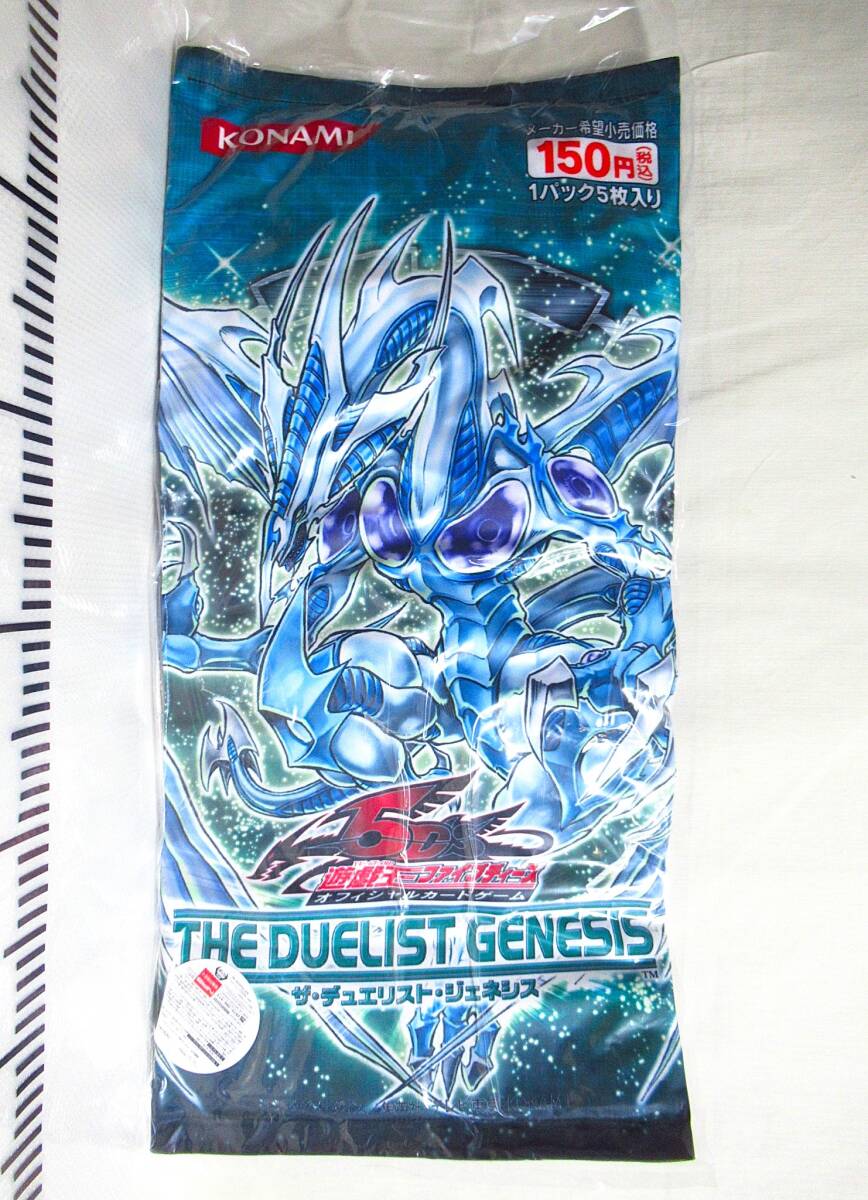 KONAMI
メーカー希望小売価格
150円(税込)
1パック5枚入り
5D's
遊戯王ファイブディーズ
オフィシャルカードゲーム
THE DUELIST GENESIS
TM
ザ・デュエリスト・ジェネシス